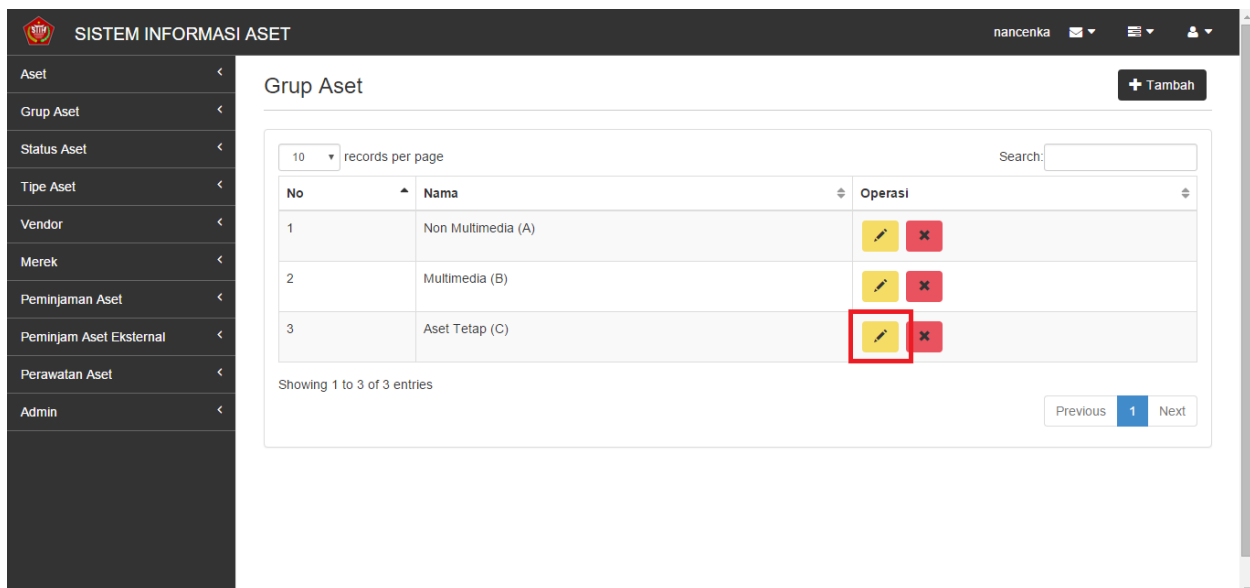 STIH
SISTEM INFORMASI ASET
nancenka
Aset
Grup Aset
Status Aset
Tipe Aset
Vendor
Merek
Peminjaman Aset
Peminjam Aset Eksternal
Perawatan Aset
Admin
Grup Aset
Tambah
10 records per page
Search:
No Nama Operasi
1 Non Multimedia (A)
2 Multimedia (B)
3 Aset Tetap (C)
Showing 1 to 3 of 3 entries
Previous 1 Next